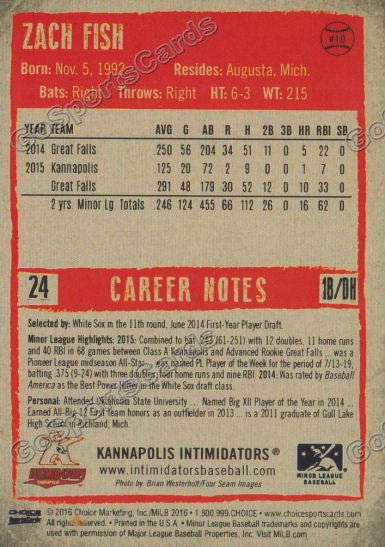 ZACH FISH
#10
Born: Nov. 5, 1992 Resides: Augusta, Mich.
Bats: Right Throws: Right HT: 6-3 WT: 215
YEAR TEAM AVG G AB R H 2B 3B HR RBI SB
2014 Great Falls 250 56 204 34 51 11 0 5 22 0
2015 Kannapolis .125 20 72 2 9 0 0 1 7 0
Great Falls .291 48 179 30 52 12 0 10 33 0
2 yrs. Minor Lg. Totals .246 124 455 66 112 26 0 16 62 0
24 CAREER NOTES 1B/DH
Selected by: White Sox in the 11th round, June 2014 First-Year Player Draft.
Minor League Highlights: 2015: Combined to bat (61-251) with 12 doubles, 11 home runs
and 40 RBI in 68 games between Class A Kannapolis and Advanced Rookie Great Falls ... was a
Pioneer League midseason All-Star ... named PL Player of the Week for the period of 7/13-19,
batting .375 (9-24) with three doubles, four home runs and nine RBI. 2014: Was rated by Baseball
America as the Best Power Hitter in the White Sox draft class.
Personal: Attended Oklahoma State University ... Named Big XII Player of the Year in 2014 ...
Earned All-Big 12 First Team honors as an outfielder in 2013 ... is a 2011 graduate of Gull Lake
High School in Richland, Mich.
KANNAPOLIS INTIMIDATORS®
www.intimidatorsbaseball.com
Photo by: Brian Westerholt/Four Seam Images
MINOR LEAGUE
BASEBALL
CHOICE © 2016 Choice Marketing, Inc/MiLB 2016 • 1.800.999.CHOICE • www.choicesportscards.com
All rights reserved. • Printed in the U.S.A. • Minor League Baseball trademarks and copyrights
are used with permission of Major League Baseball Properties, Inc. Visit MiLB.com
GoSportsCards